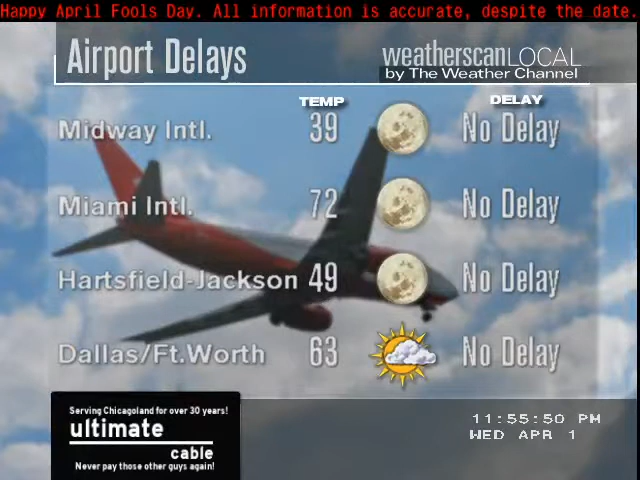 Happy April Fools Day. All information is accurate, despite the date.
Airport Delays
weatherscanLOCAL
by The Weather Channel
TEMP DELAY
Midway Intl. 39 No Delay
Miami Intl. 72 No Delay
Hartsfield-Jackson 49 No Delay
Dallas/Ft.Worth 63 No Delay
Serving Chicagoland for over 30 years!
ultimate
cable
Never pay those other guys again!
11:55:50 PM
WED APR 1